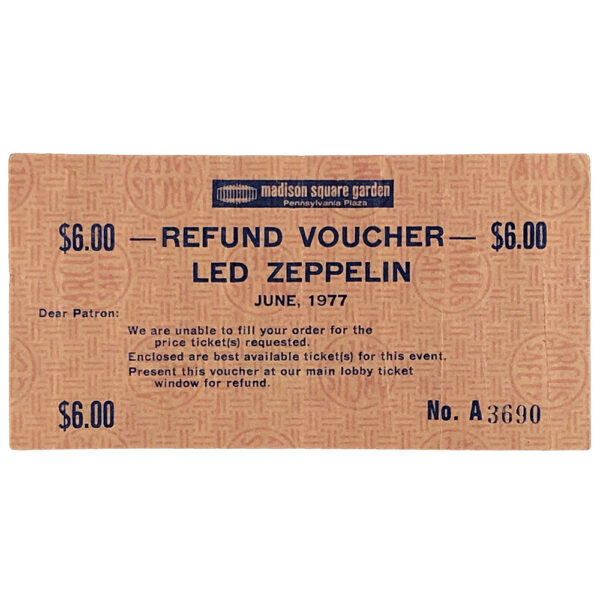 madison square garden
Pennsylvania Plaza
$6.00 — REFUND VOUCHER — $6.00
LED ZEPPELIN
JUNE, 1977
Dear Patron:
We are unable to fill your order for the
price ticket(s) requested.
Enclosed are best available ticket(s) for this event.
Present this voucher at our main lobby ticket
window for refund.
$6.00 No. A3690
ARGUS
SAFETY